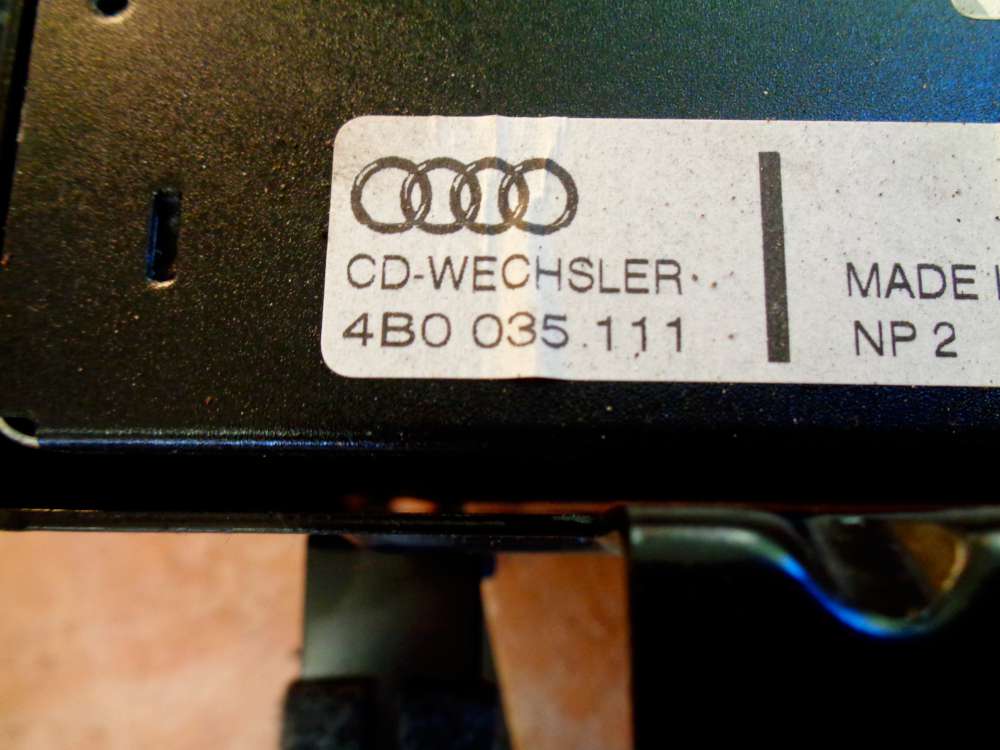 CD-WECHSLER
4B0 035 111
MADE
NP 2